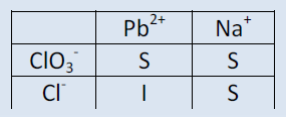 Pb²⁺ Na⁺
ClO₃⁻ S S
Cl⁻ I S